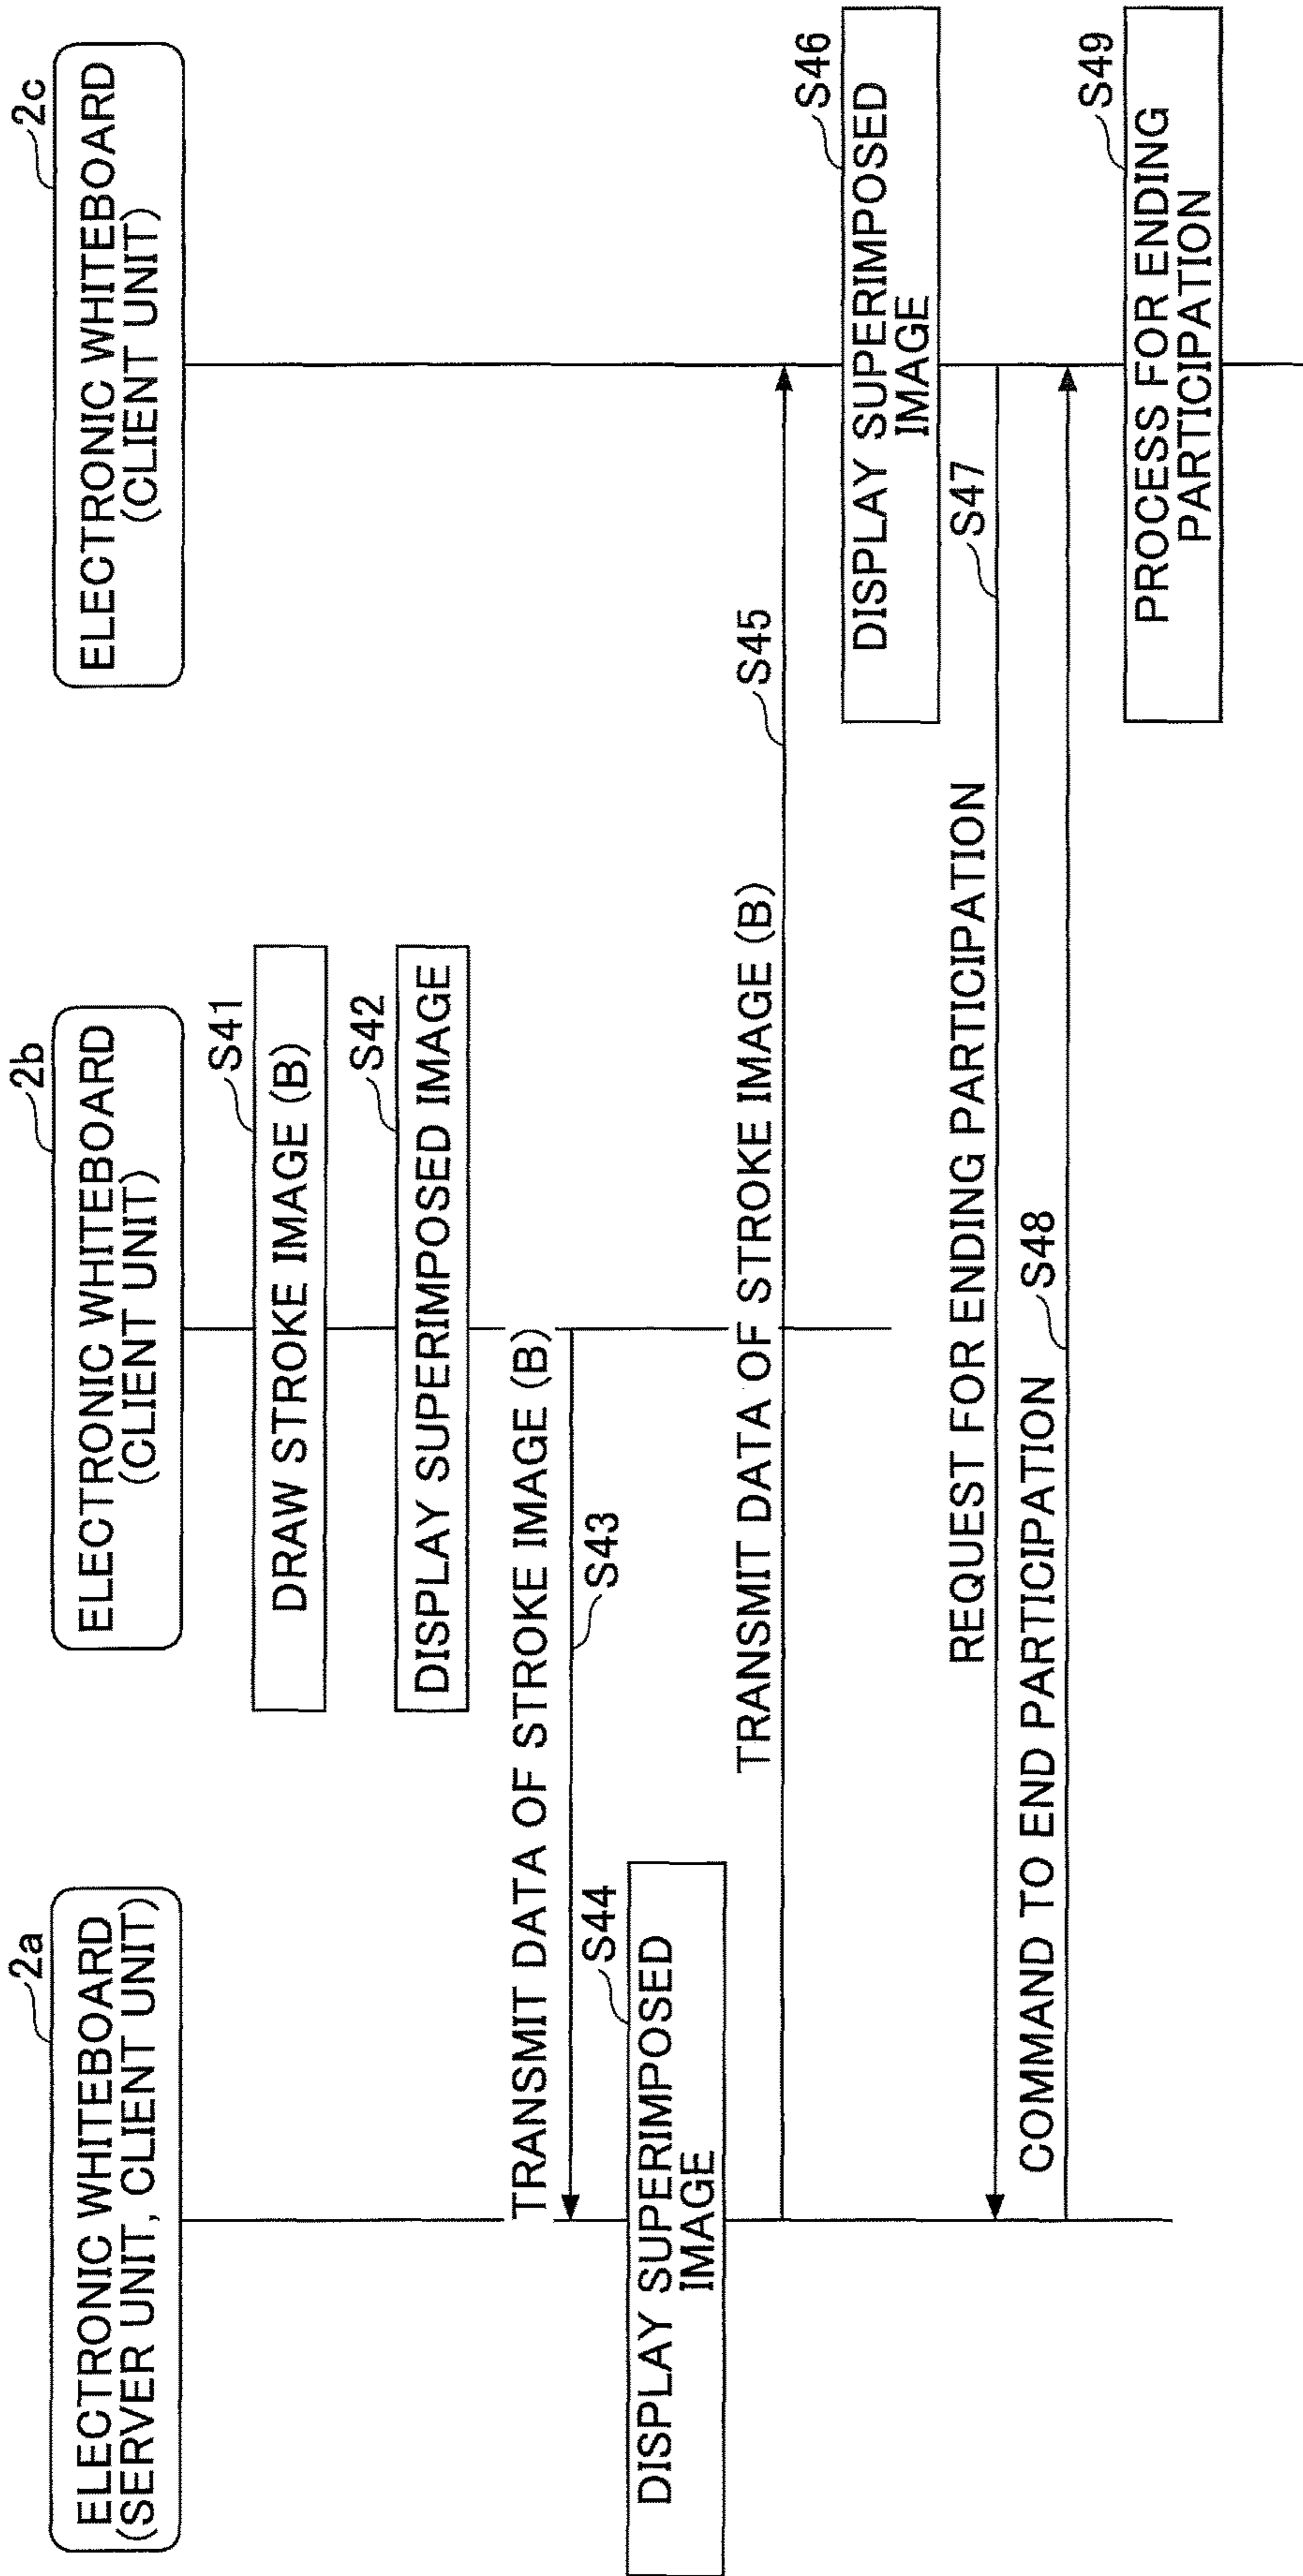 2a
ELECTRONIC WHITEBOARD
(SERVER UNIT, CLIENT UNIT)
2b
ELECTRONIC WHITEBOARD
(CLIENT UNIT)
2c
ELECTRONIC WHITEBOARD
(CLIENT UNIT)
S41
DRAW STROKE IMAGE (B)
S42
DISPLAY SUPERIMPOSED IMAGE
TRANSMIT DATA OF STROKE IMAGE (B)
S43
S44
DISPLAY SUPERIMPOSED
IMAGE
TRANSMIT DATA OF STROKE IMAGE (B)
S45
S46
DISPLAY SUPERIMPOSED
IMAGE
REQUEST FOR ENDING PARTICIPATION
S47
COMMAND TO END PARTICIPATION
S48
S49
PROCESS FOR ENDING
PARTICIPATION